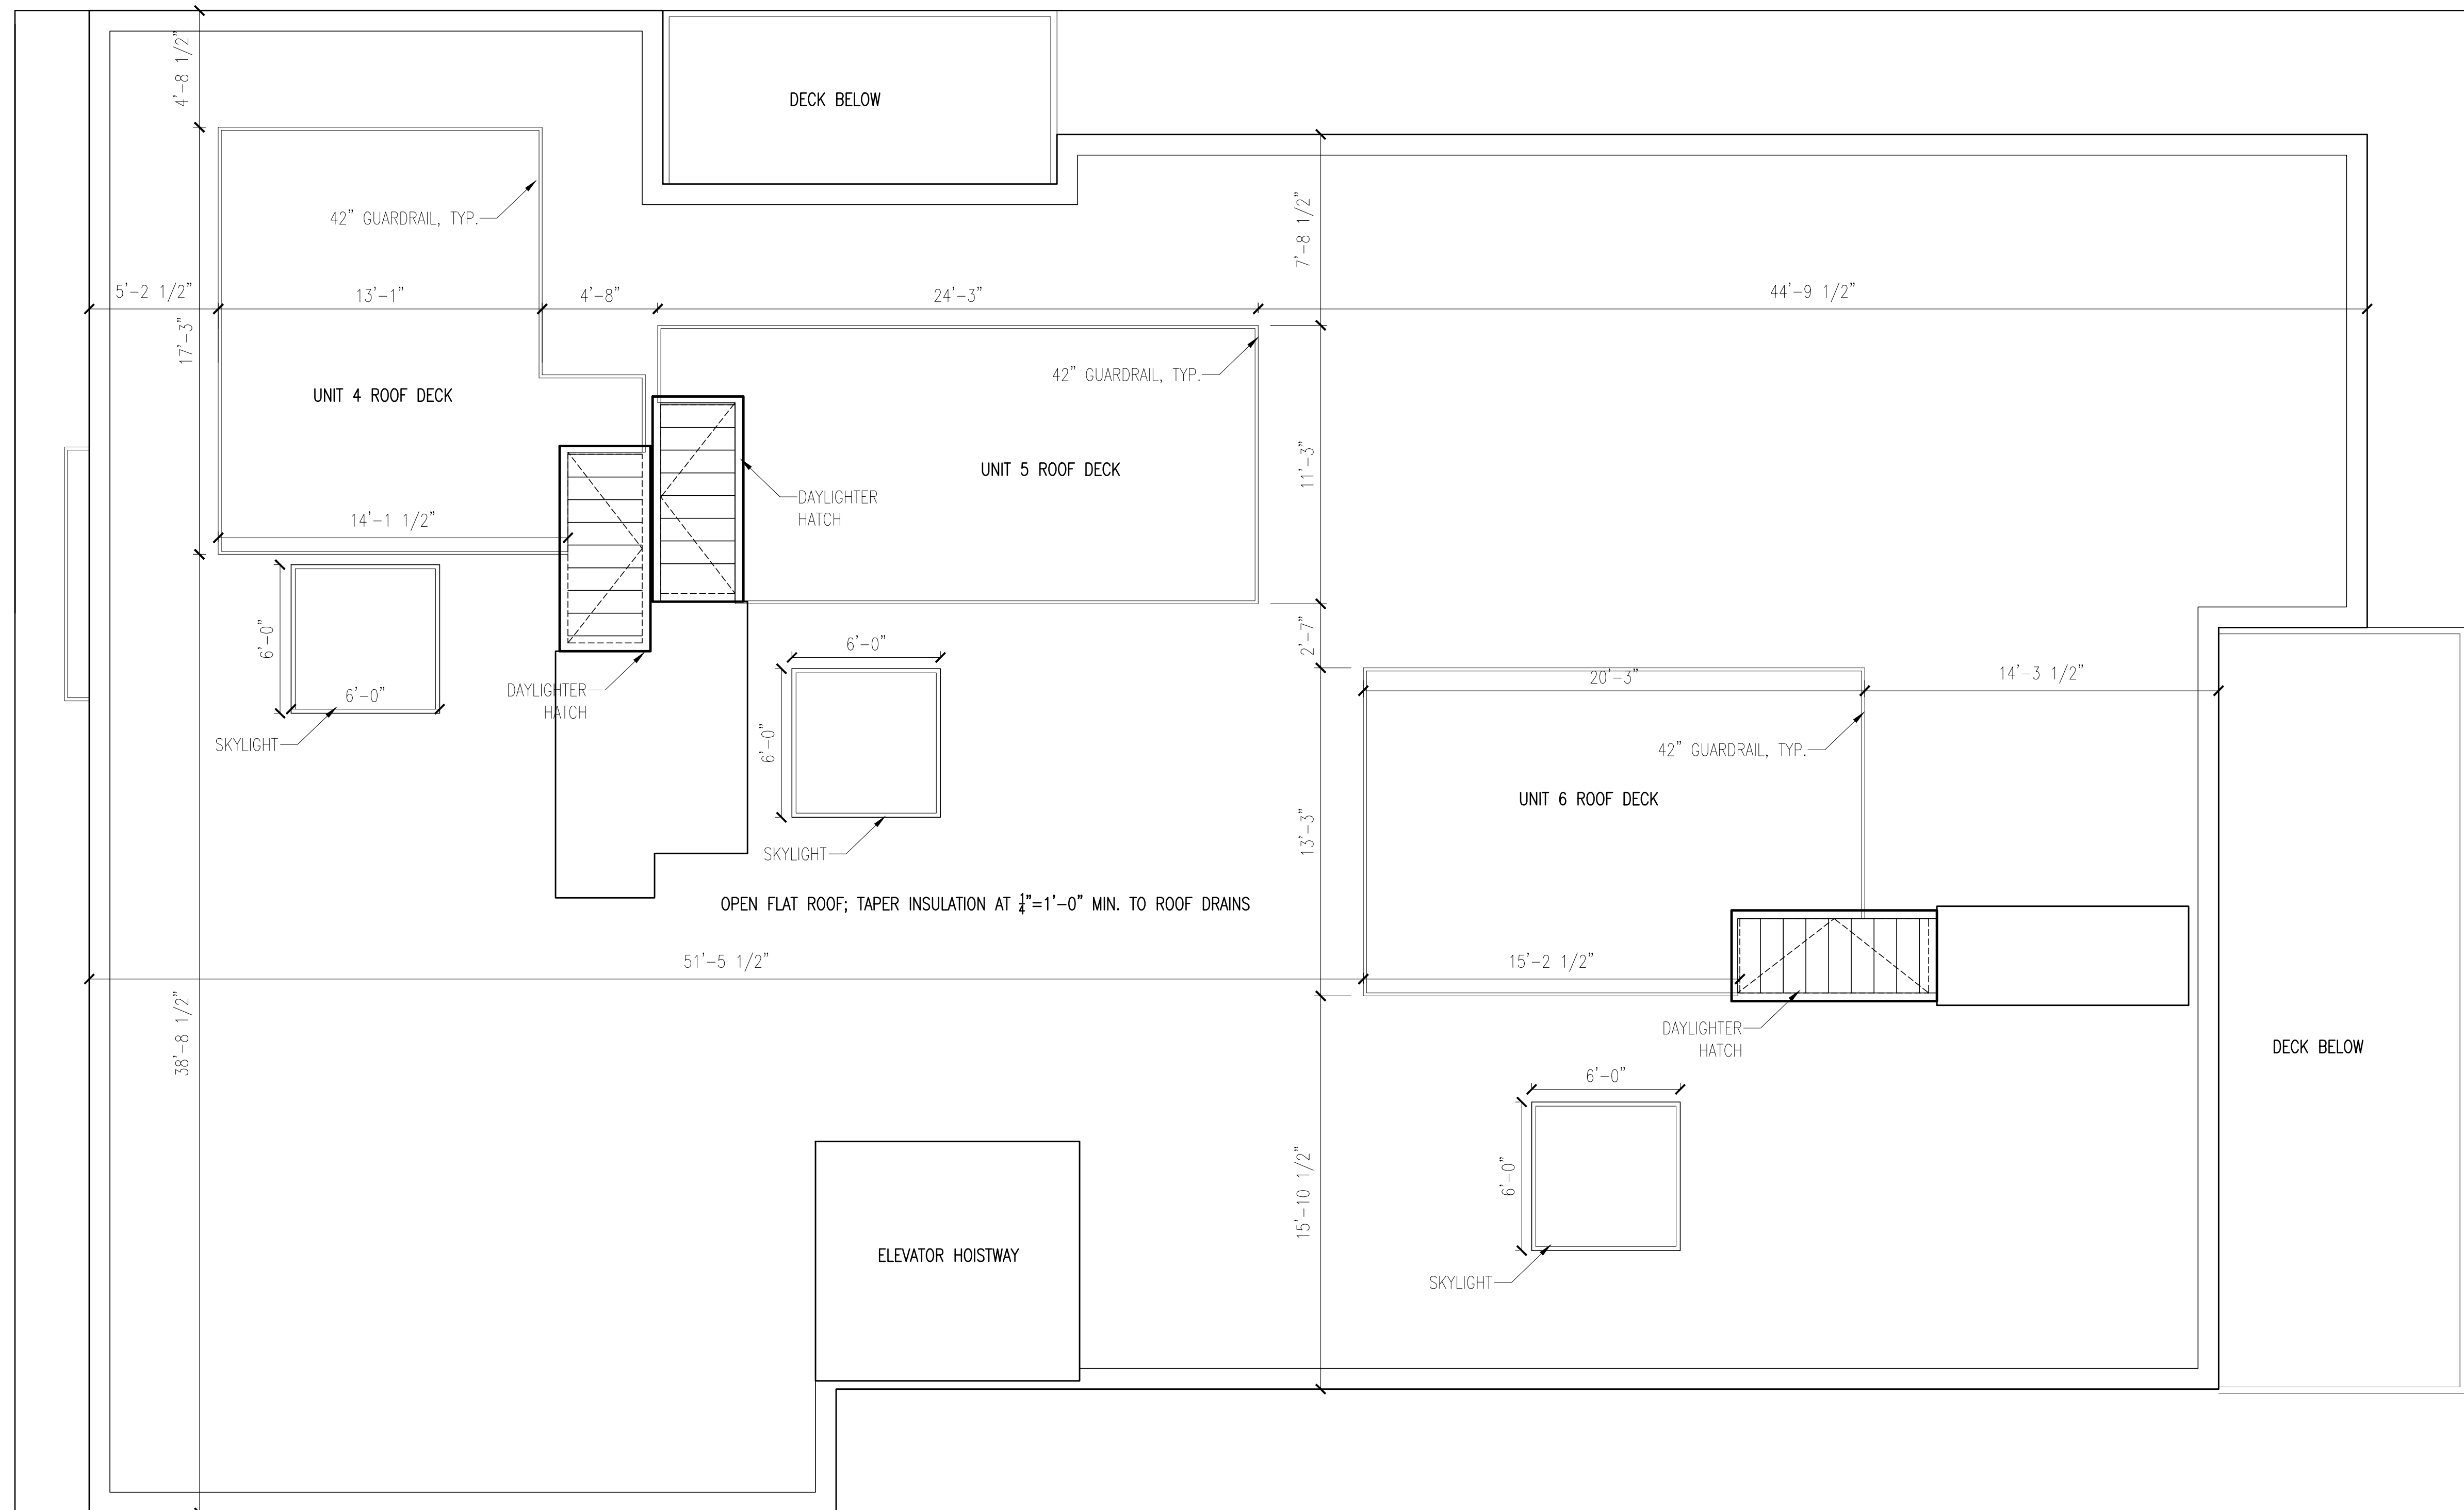 4'-8 1/2"
DECK BELOW
42" GUARDRAIL, TYP.
7'-8 1/2"
5'-2 1/2"
13'-1"
4'-8"
24'-3"
44'-9 1/2"
17'-3"
42" GUARDRAIL, TYP.
UNIT 4 ROOF DECK
UNIT 5 ROOF DECK
11'-3"
DAYLIGHTER
HATCH
14'-1 1/2"
6'-0"
6'-0"
SKYLIGHT
DAYLIGHTER
HATCH
6'-0"
6'-0"
SKYLIGHT
2'-7"
20'-3"
14'-3 1/2"
42" GUARDRAIL, TYP.
UNIT 6 ROOF DECK
13'-3"
OPEN FLAT ROOF; TAPER INSULATION AT 1/4"=1'-0" MIN. TO ROOF DRAINS
51'-5 1/2"
15'-2 1/2"
38'-8 1/2"
DAYLIGHTER
HATCH
DECK BELOW
6'-0"
6'-0"
SKYLIGHT
15'-10 1/2"
ELEVATOR HOISTWAY